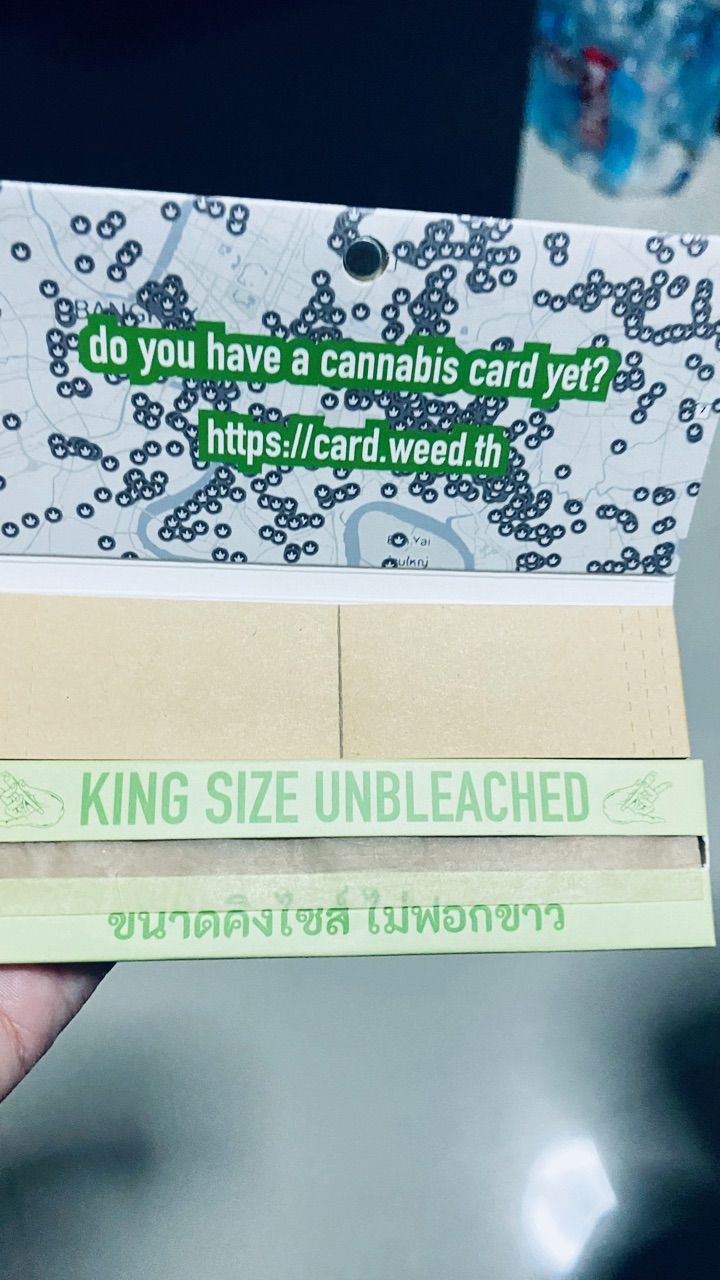 do you have a cannabis card yet?
https://card.weed.th
KING SIZE UNBLEACHED
ขนาดคิงไซส์ ไม่ฟอกขาว